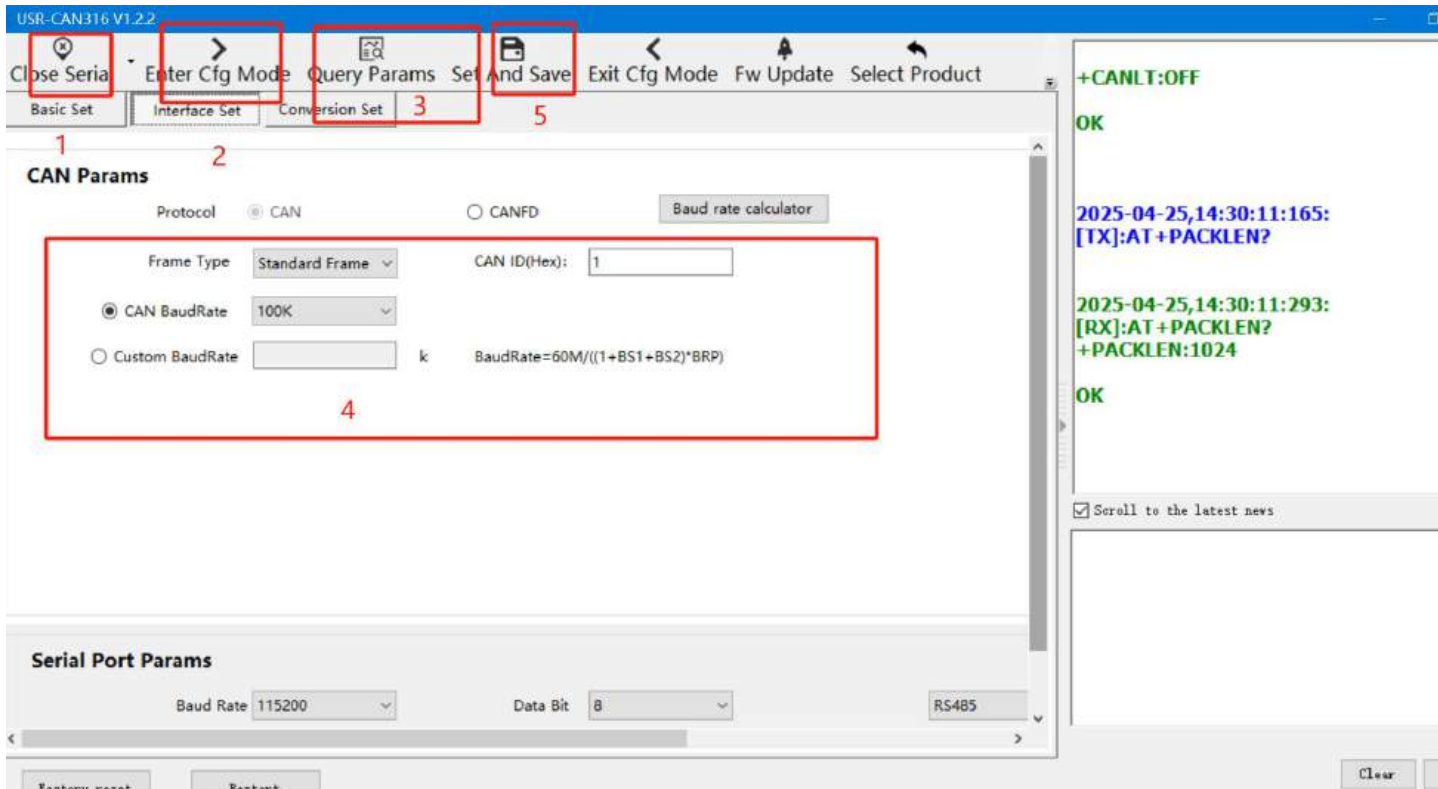 USR-CAN316 V1.2.2
Close Serial Enter Cfg Mode Query Params Set And Save Exit Cfg Mode Fw Update Select Product
Basic Set Interface Set Conversion Set
1 2 3 5
CAN Params
Protocol CAN CANFD Baud rate calculator
Frame Type Standard Frame CAN ID(Hex): 1
CAN BaudRate 100K
Custom BaudRate k BaudRate=60M/((1+BS1+BS2)*BRP)
4
Serial Port Params
Baud Rate 115200 Data Bit 8 RS485
Factory reset Restart
+CANLT:OFF
OK
2025-04-25,14:30:11:165:
[TX]:AT+PACKLEN?
2025-04-25,14:30:11:293:
[RX]:AT+PACKLEN?
+PACKLEN:1024
OK
Scroll to the latest news
Clear